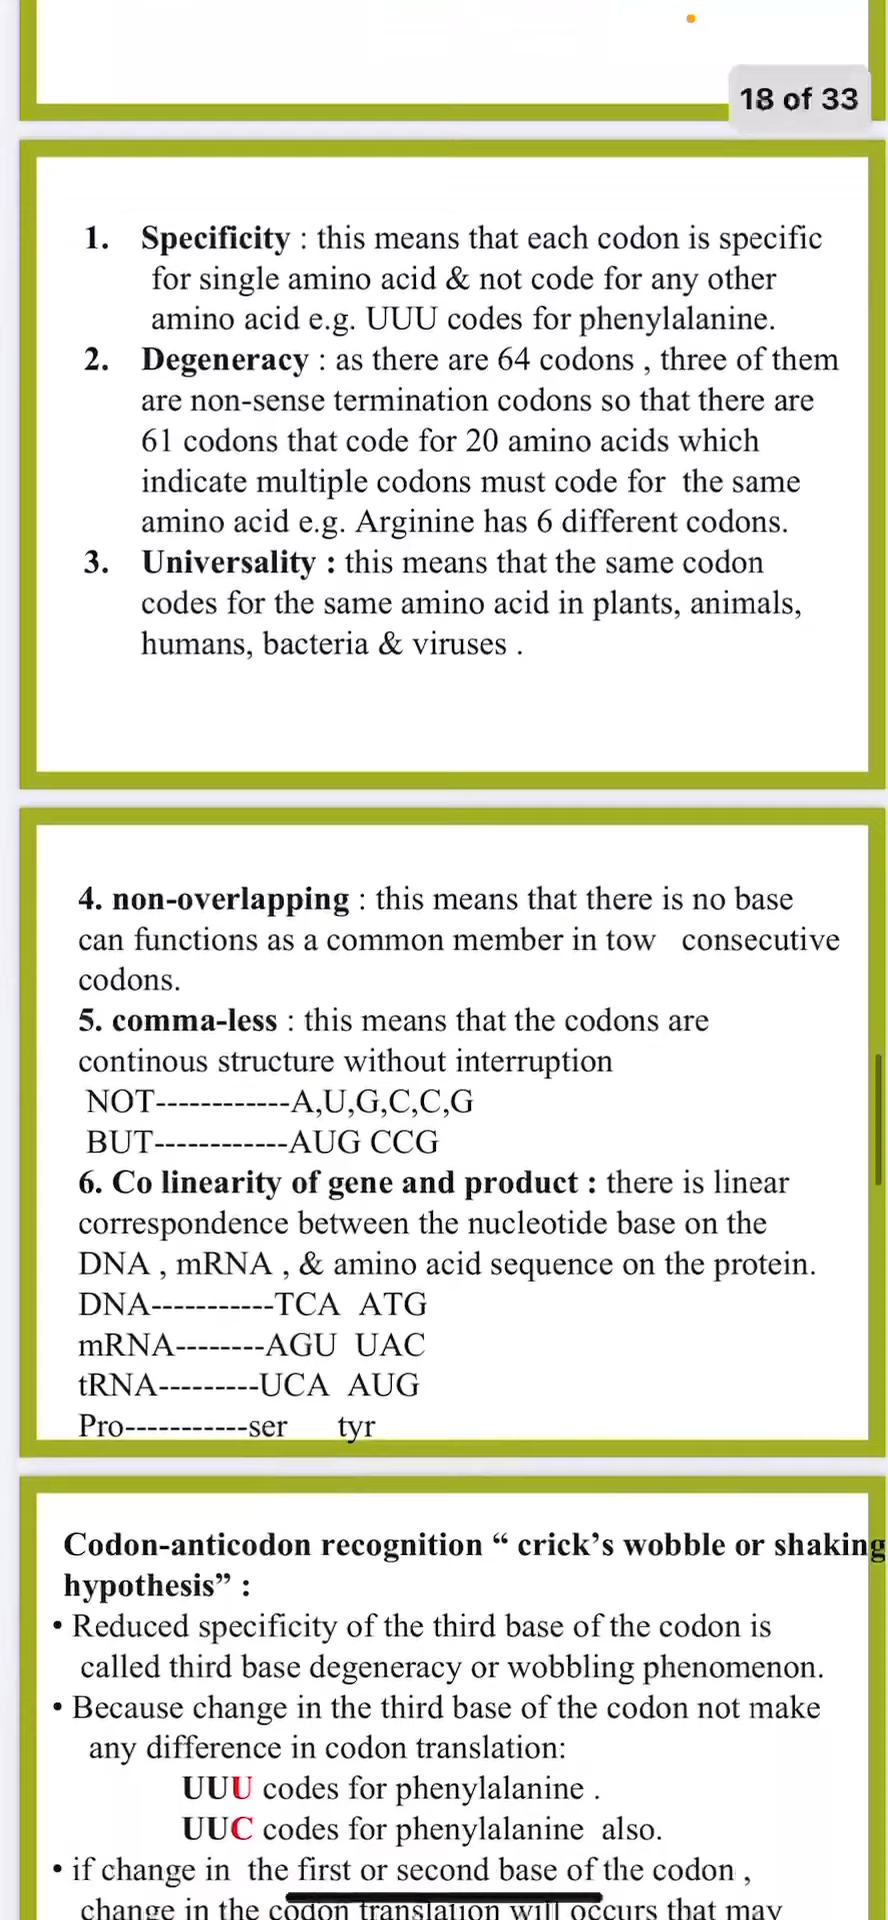 18 of 33
1. Specificity : this means that each codon is specific
for single amino acid & not code for any other
amino acid e.g. UUU codes for phenylalanine.
2. Degeneracy : as there are 64 codons , three of them
are non-sense termination codons so that there are
61 codons that code for 20 amino acids which
indicate multiple codons must code for the same
amino acid e.g. Arginine has 6 different codons.
3. Universality : this means that the same codon
codes for the same amino acid in plants, animals,
humans, bacteria & viruses .
4. non-overlapping : this means that there is no base
can functions as a common member in tow consecutive
codons.
5. comma-less : this means that the codons are
continous structure without interruption
NOT------------A,U,G,C,C,G
BUT------------AUG CCG
6. Co linearity of gene and product : there is linear
correspondence between the nucleotide base on the
DNA , mRNA , & amino acid sequence on the protein.
DNA-----------TCA ATG
mRNA--------AGU UAC
tRNA---------UCA AUG
Pro-----------ser tyr
Codon-anticodon recognition “ crick’s wobble or shaking
hypothesis” :
• Reduced specificity of the third base of the codon is
called third base degeneracy or wobbling phenomenon.
• Because change in the third base of the codon not make
any difference in codon translation:
UUU codes for phenylalanine .
UUC codes for phenylalanine also.
• if change in the first or second base of the codon ,
change in the codon translation will occurs that may